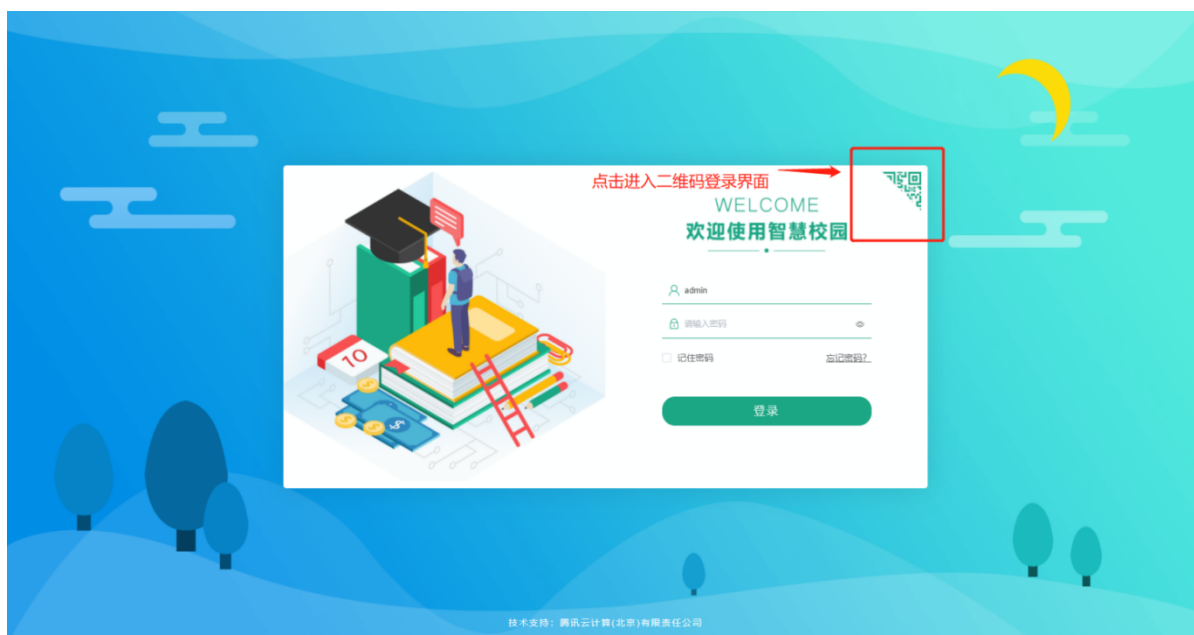 点击进入二维码登录界面
WELCOME
欢迎使用智慧校园
admin
请输入密码
记住密码 忘记密码?
登录
10
技术支持：腾讯云计算(北京)有限责任公司